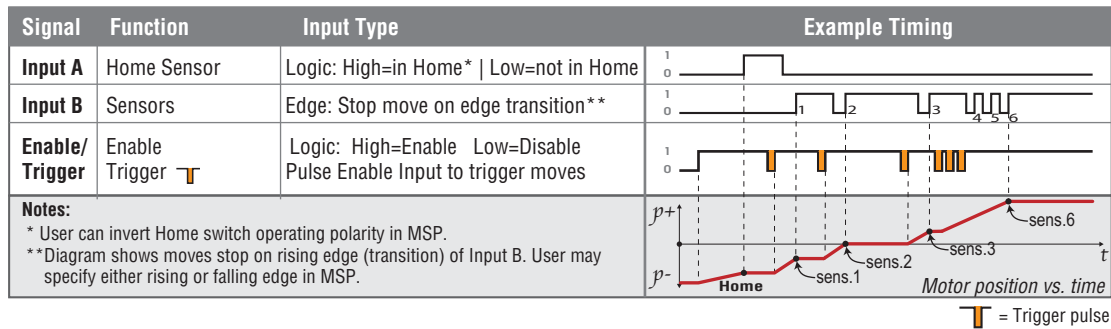 Signal Function Input Type Example Timing
Input A Home Sensor Logic: High=in Home* | Low=not in Home 1
0
Input B Sensors Edge: Stop move on edge transition** 1
0 1 2 3 4 5 6
Enable/ Enable Logic: High=Enable Low=Disable 1
Trigger Trigger Pulse Enable Input to trigger moves 0
Notes:
* User can invert Home switch operating polarity in MSP.
**Diagram shows moves stop on rising edge (transition) of Input B. User may
specify either rising or falling edge in MSP.
p+
sens.6
sens.3
t
sens.2
p-
sens.1
Home
Motor position vs. time
= Trigger pulse